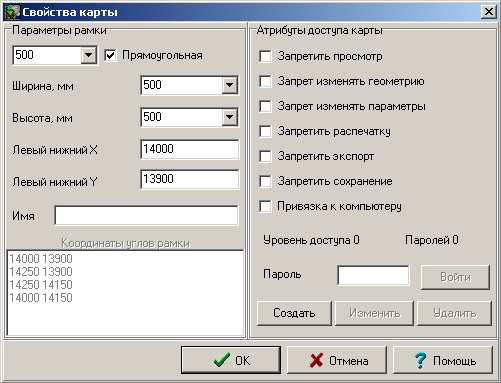 Свойства карты
Параметры рамки
500
Прямоугольная
Ширина, мм
500
Высота, мм
500
Левый нижний X
14000
Левый нижний Y
13900
Имя
Координаты углов рамки
14000 13900
14250 13900
14250 14150
14000 14150
Атрибуты доступа карты
Запретить просмотр
Запрет изменять геометрию
Запрет изменять параметры
Запретить распечатку
Запретить экспорт
Запретить сохранение
Привязка к компьютеру
Уровень доступа 0 Паролей 0
Пароль
Войти
Создать Изменить Удалить
OK Отмена ? Помощь